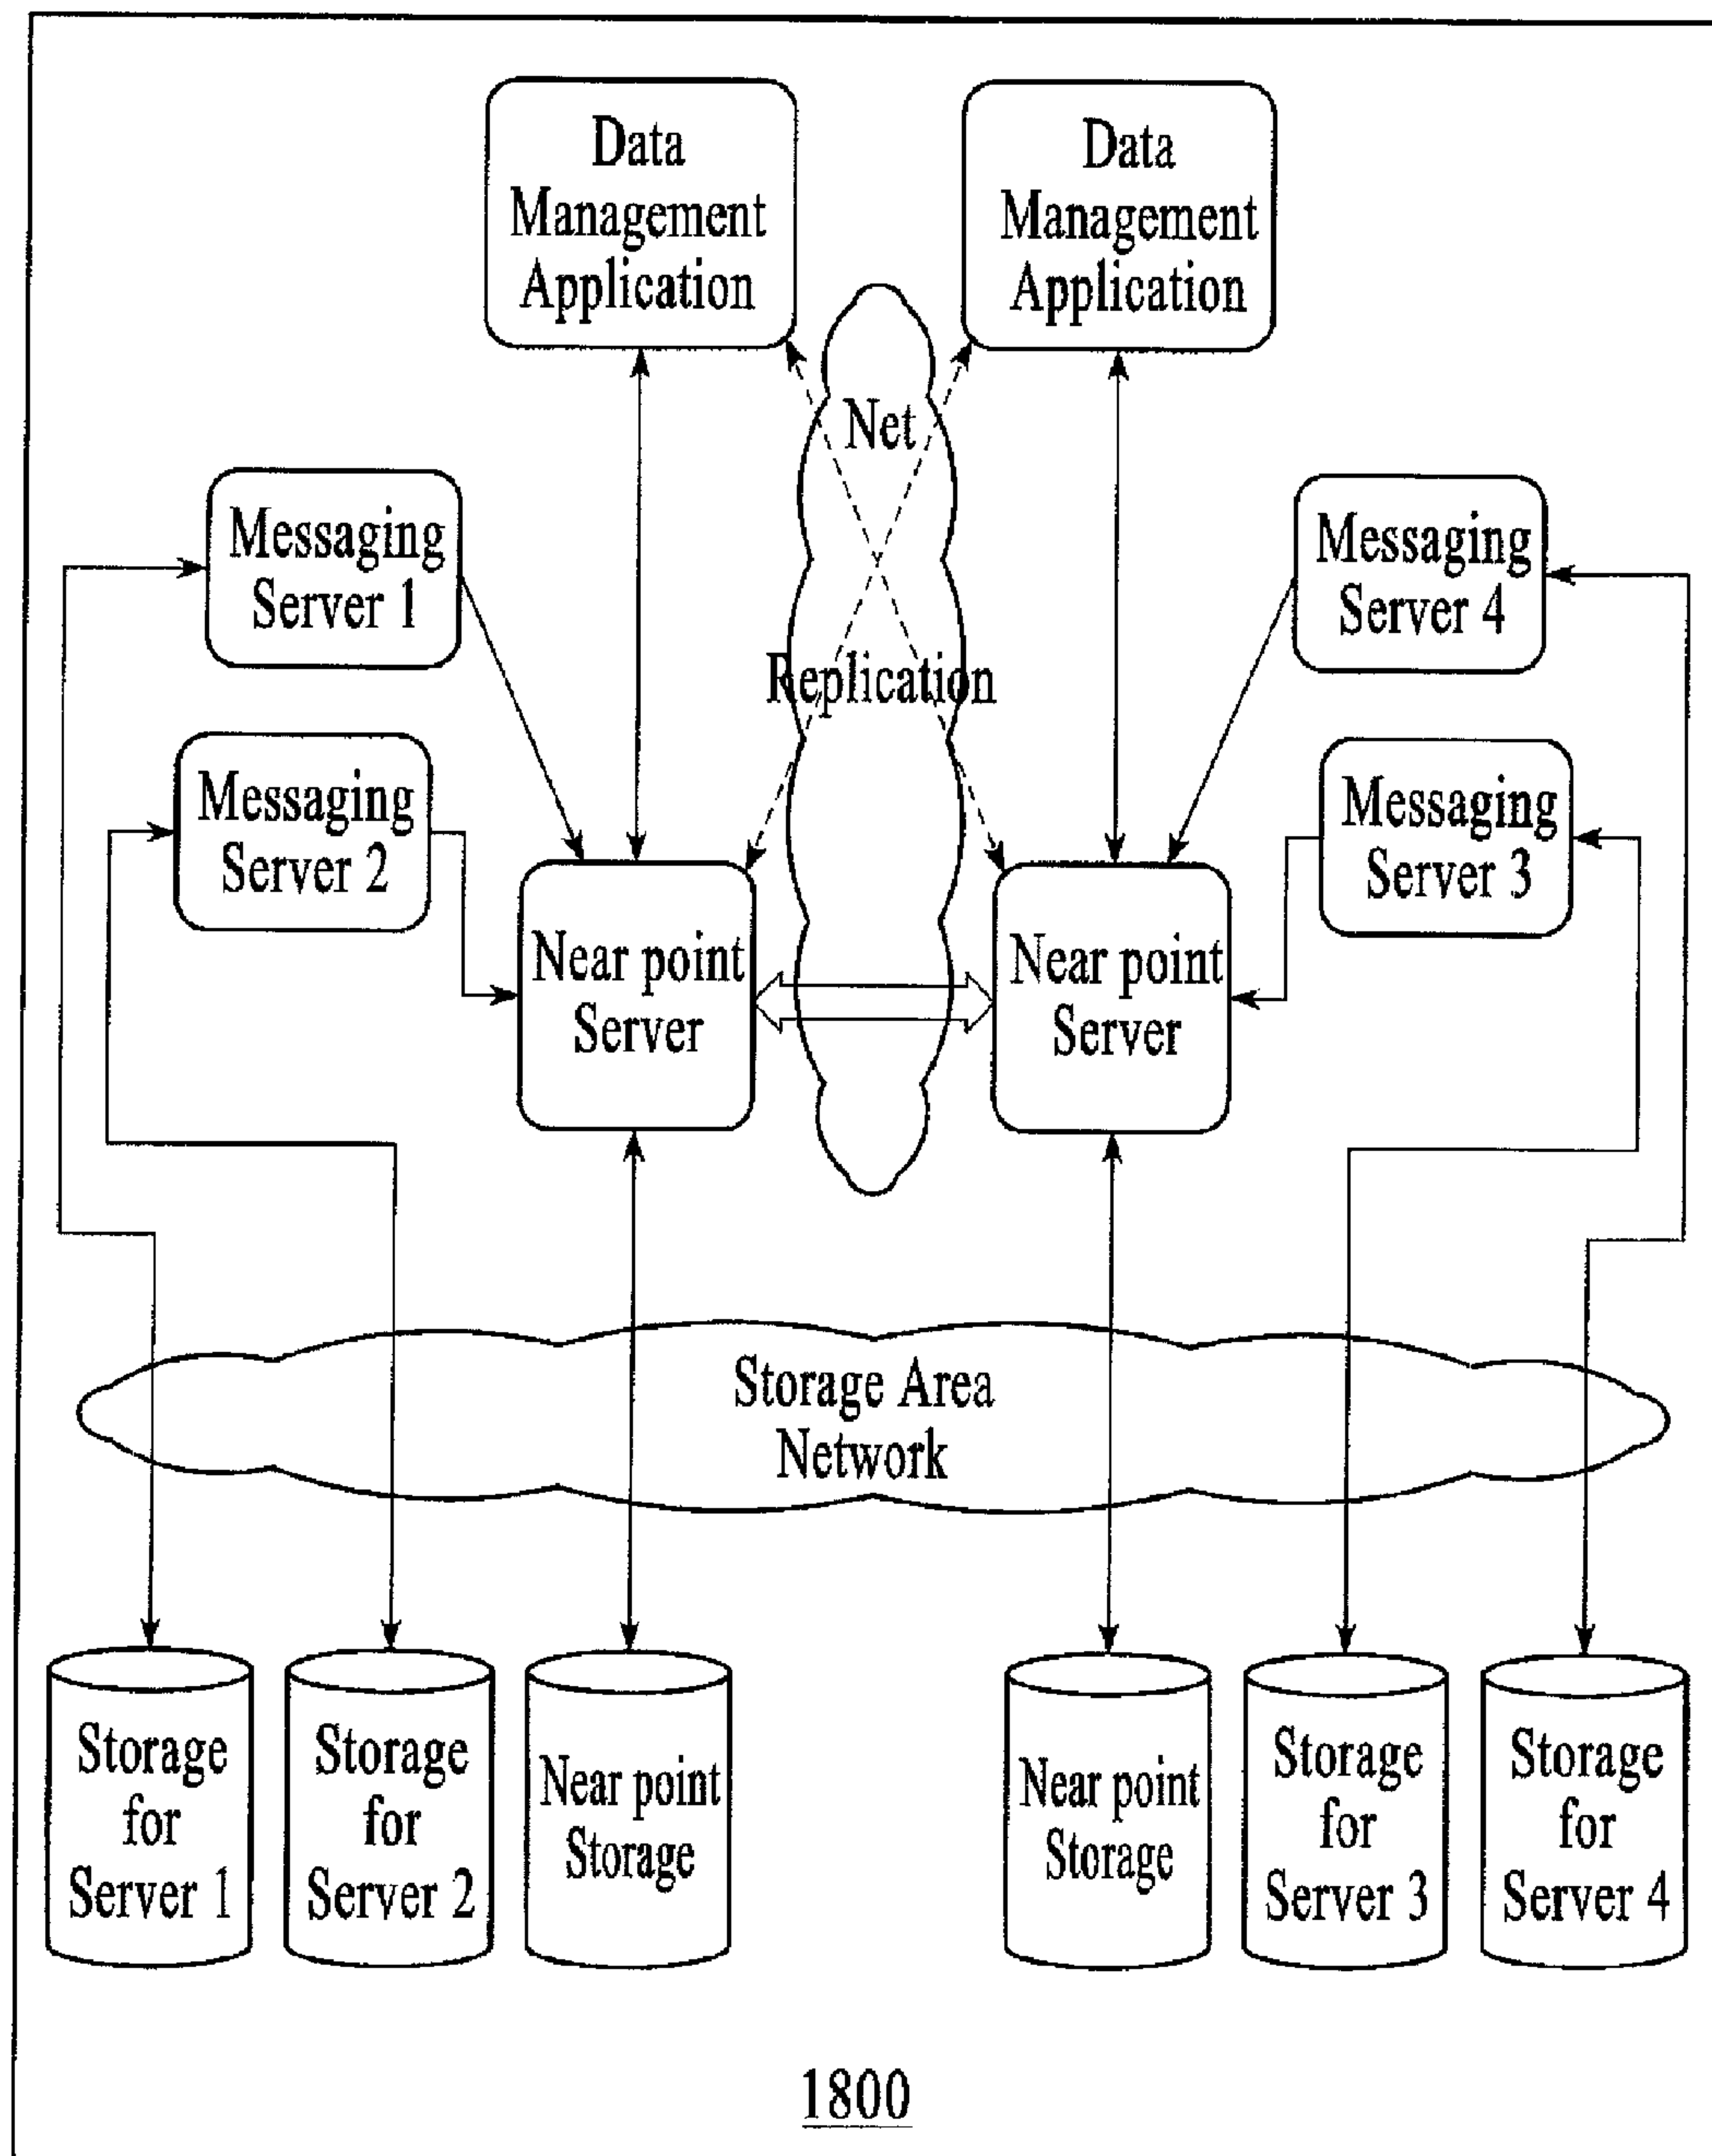 Data
Management
Application
Data
Management
Application
Net
Messaging
Server 1
Messaging
Server 4
Replication
Messaging
Server 2
Messaging
Server 3
Near point
Server
Near point
Server
Storage Area
Network
Storage
for
Server 1
Storage
for
Server 2
Near point
Storage
Near point
Storage
Storage
for
Server 3
Storage
for
Server 4
1800